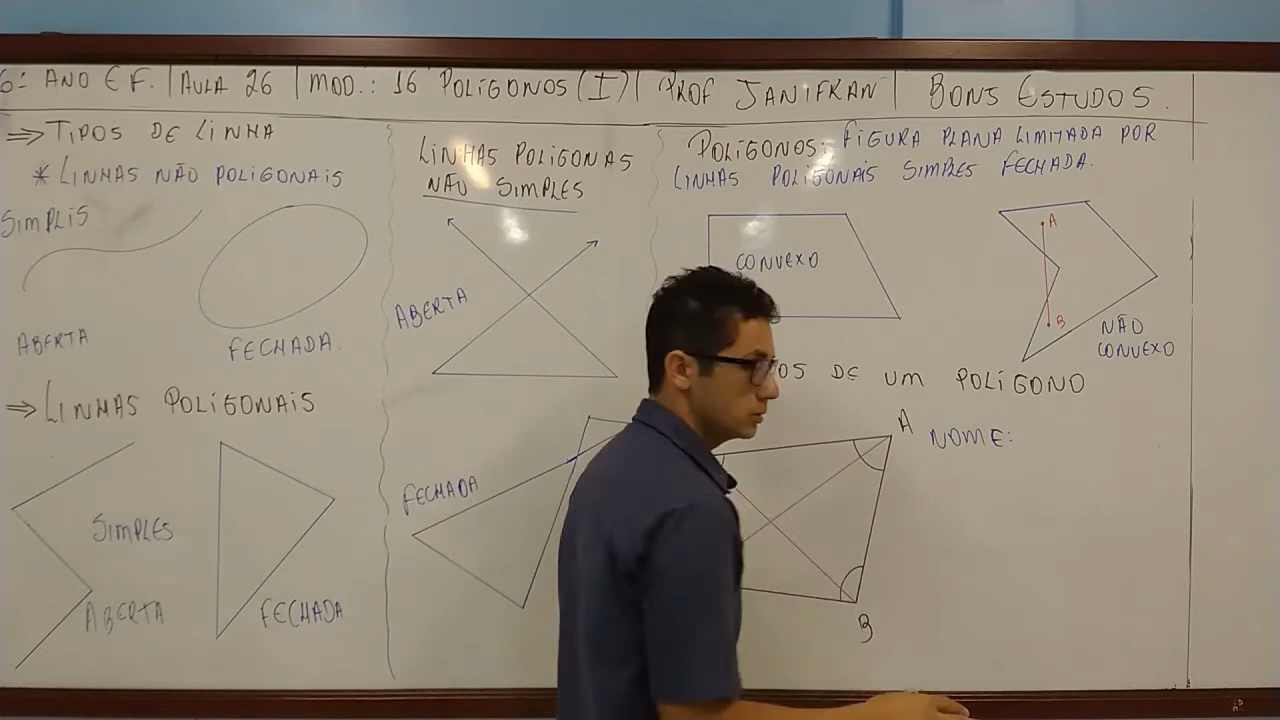 6º ANO E F. | AULA 26 | MOD.: 16 POLÍGONOS (I) | PROF JANIFRAN | BONS ESTUDOS.
⇒ TIPOS DE LINHA
* LINHAS NÃO POLIGONAIS
SIMPLIS
ABERTA
FECHADA.
⇒ LINHAS POLIGONAIS
SIMPLES
ABERTA
FECHADA
LINHAS POLIGONAS
NÃO SIMPLES
ABERTA
FECHADA
POLÍGONOS: FIGURA PLANA LIMITADA POR
LINHAS POLIGONAIS SIMPLES FECHADA.
CONVEXO
A
B
NÃO
CONVEXO
OS DE UM POLÍGONO
A
NOME:
B